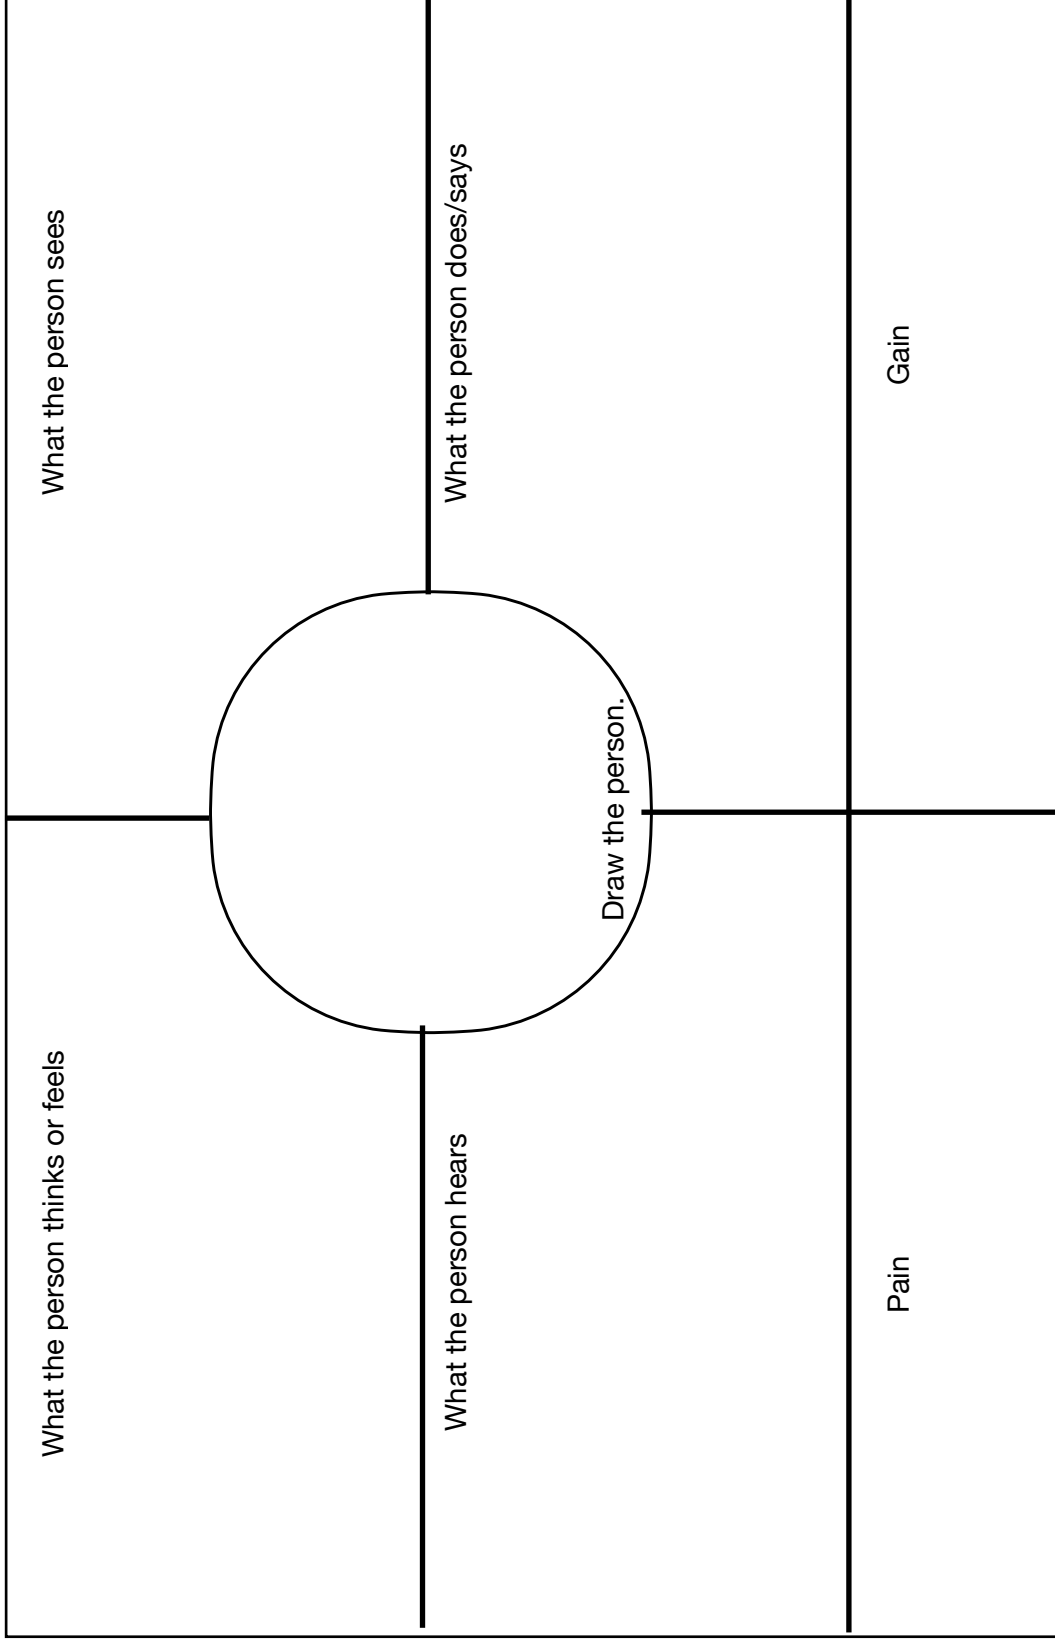 What the person thinks or feels
What the person sees
Draw the person.
What the person hears
What the person does/says
Pain
Gain